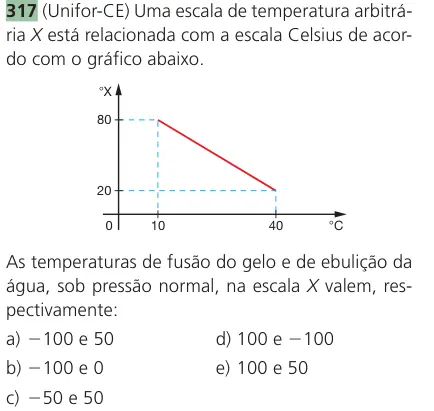 317 (Unifor-CE) Uma escala de temperatura arbitrá-
ria X está relacionada com a escala Celsius de acor-
do com o gráfico abaixo.
°X
80
20
0 10 40 °C
As temperaturas de fusão do gelo e de ebulição da
água, sob pressão normal, na escala X valem, res-
pectivamente:
a) −100 e 50 d) 100 e −100
b) −100 e 0 e) 100 e 50
c) −50 e 50